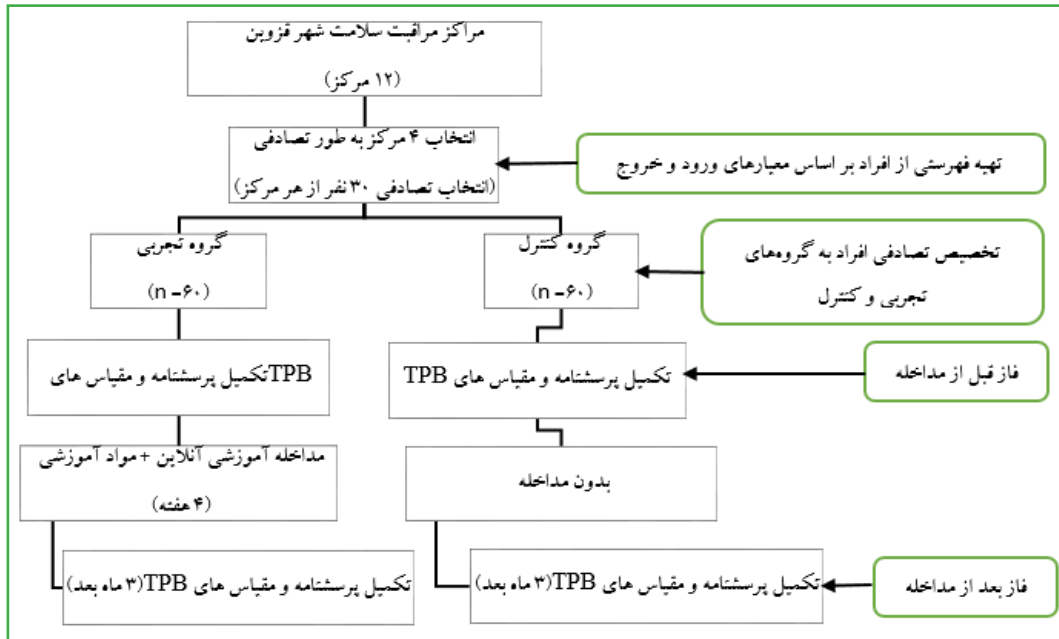 مراکز مراقبت سلامت شهر قزوین
(۱۲ مرکز)
انتخاب ۴ مرکز به طور تصادفی
(انتخاب تصادفی ۳۰ نفر از هر مرکز)
تهیه فهرستی از افراد بر اساس معیارهای ورود و خروج
گروه کنترل
(n =۶۰)
گروه تجربی
(n =۶۰)
تخصیص تصادفی افراد به گروه‌های
تجربی و کنترل
فاز قبل از مداخله
تکمیل پرسشنامه و مقیاس های TPB
TPBتکمیل پرسشنامه و مقیاس های
بدون مداخله
مداخله آموزشی آنلاین + مواد آموزشی
(۴ هفته)
فاز بعد از مداخله
تکمیل پرسشنامه و مقیاس های TPB(۳ ماه بعد)
تکمیل پرسشنامه و مقیاس های TPB(۳ ماه بعد)